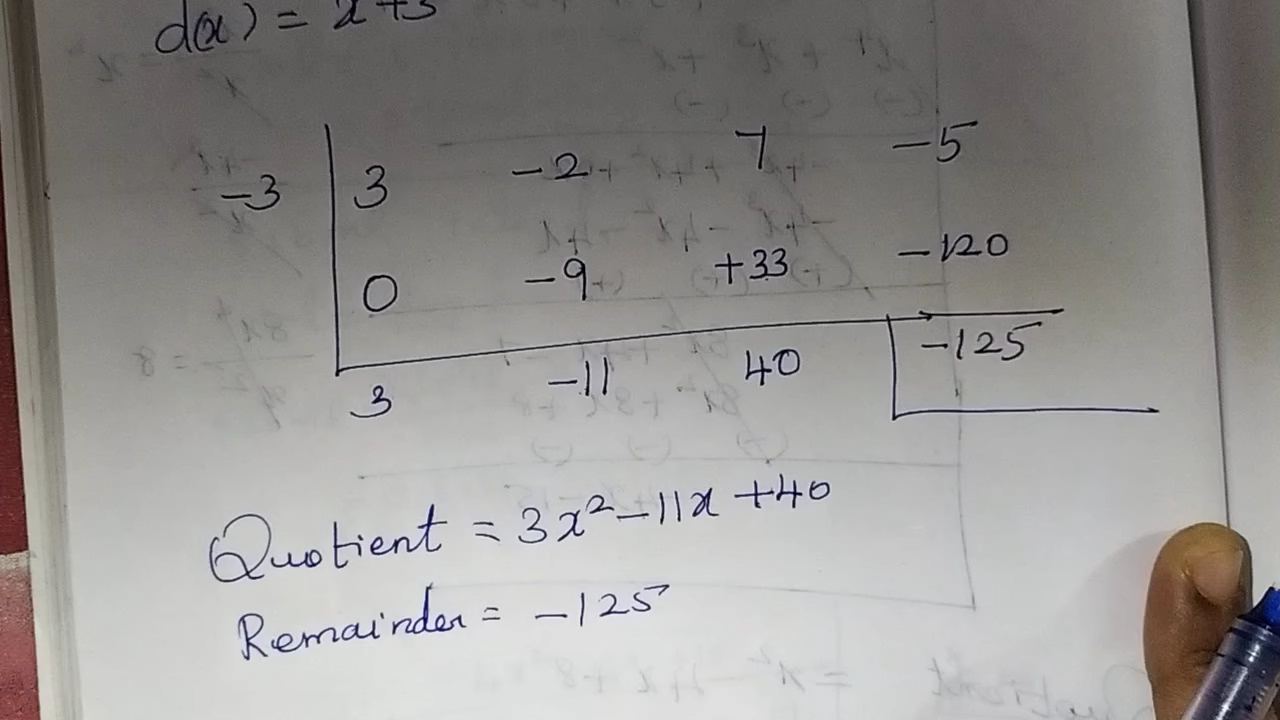 d(x) = x+3
-3 3 -2 7 -5
0 -9 +33 -120
3 -11 40 -125
Quotient = 3x²-11x+40
Remainder = -125